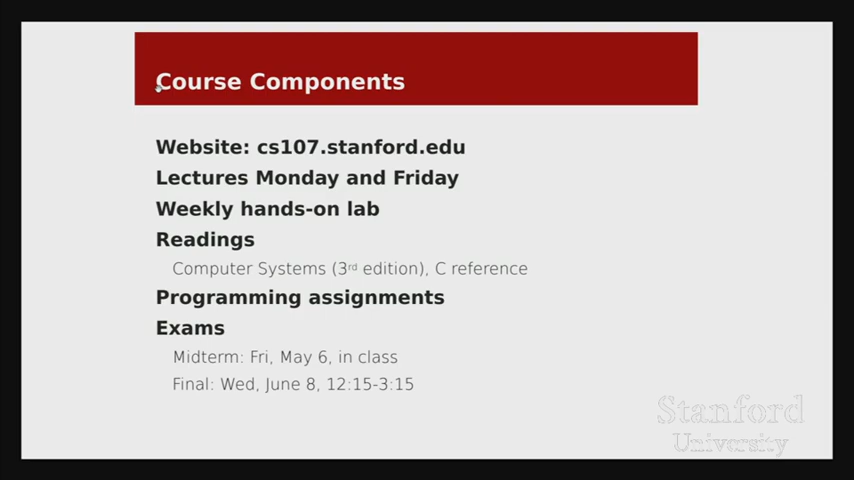 Course Components
Website: cs107.stanford.edu
Lectures Monday and Friday
Weekly hands-on lab
Readings
Computer Systems (3rd edition), C reference
Programming assignments
Exams
Midterm: Fri, May 6, in class
Final: Wed, June 8, 12:15-3:15
Stanford
University